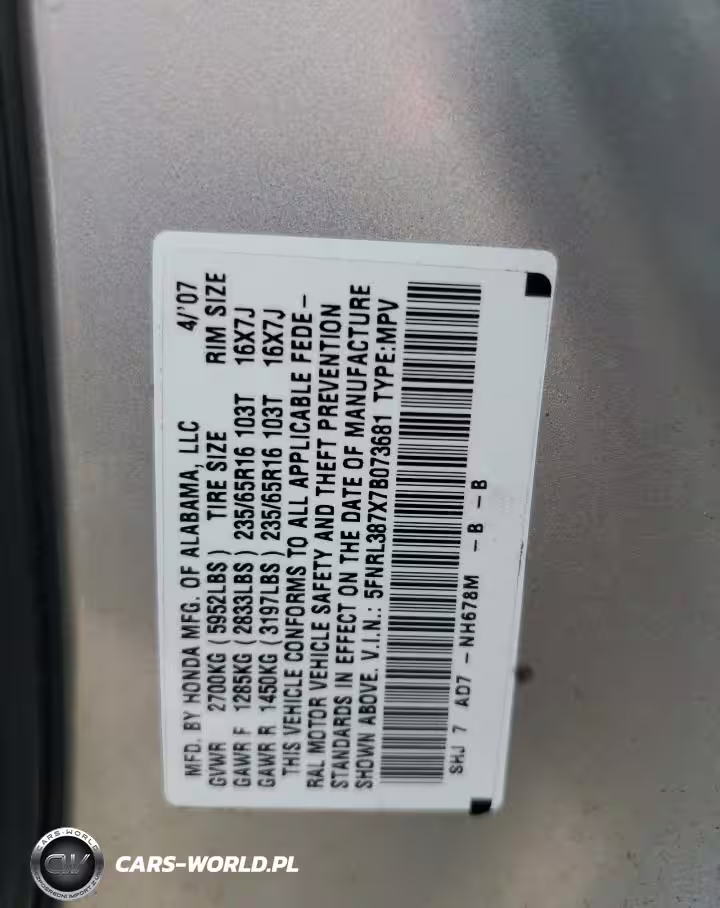 MFD. BY HONDA MFG. OF ALABAMA, LLC 4/'07
GVWR 2700KG (5952LBS) TIRE SIZE RIM SIZE
GAWR F 1285KG (2833LBS) 235/65R16 103T 16X7J
GAWR R 1450KG (3197LBS) 235/65R16 103T 16X7J
THIS VEHICLE CONFORMS TO ALL APPLICABLE FEDE-
RAL MOTOR VEHICLE SAFETY AND THEFT PREVENTION
STANDARDS IN EFFECT ON THE DATE OF MANUFACTURE
SHOWN ABOVE. V.I.N.: 5FNRL387X7B073681 TYPE:MPV
SHJ 7 AD7 -NH678M -B -B
CARS-WORLD
CARS-WORLD.PL